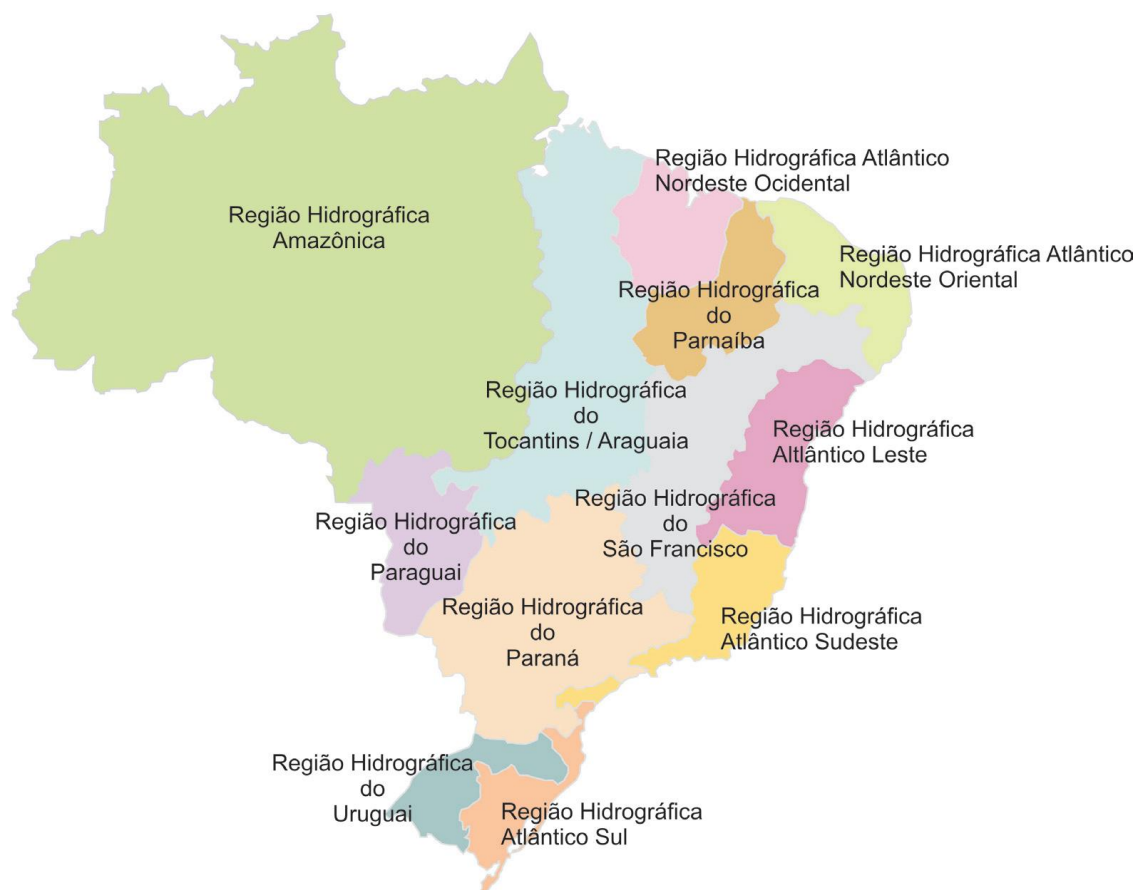 Região Hidrográfica Atlântico
Nordeste Ocidental
Região Hidrográfica
Amazônica
Região Hidrográfica Atlântico
Nordeste Oriental
Região Hidrográfica
do
Parnaíba
Região Hidrográfica
do
Tocantins / Araguaia
Região Hidrográfica
Altlântico Leste
Região Hidrográfica
do
São Francisco
Região Hidrográfica
do
Paraguai
Região Hidrográfica
do
Paraná
Região Hidrográfica
Atlântico Sudeste
Região Hidrográfica
do
Uruguai
Região Hidrográfica
Atlântico Sul